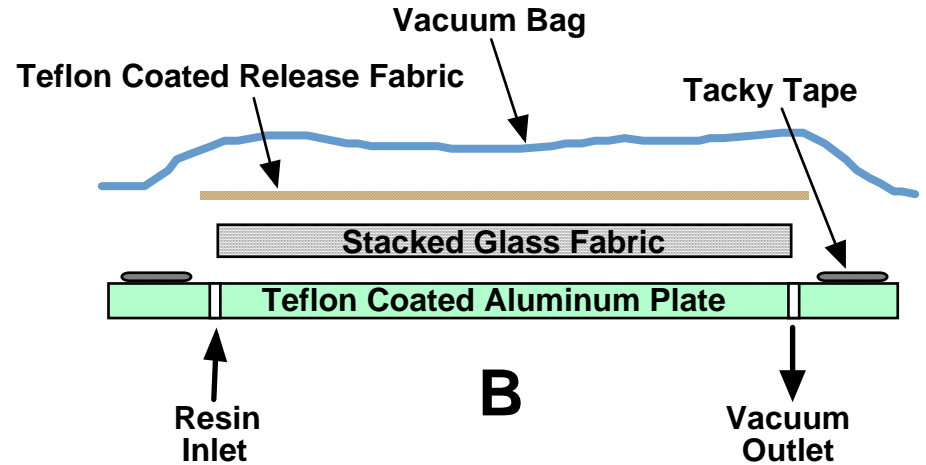 Vacuum Bag
Teflon Coated Release Fabric
Tacky Tape
Stacked Glass Fabric
Teflon Coated Aluminum Plate
B
Resin
Inlet
Vacuum
Outlet